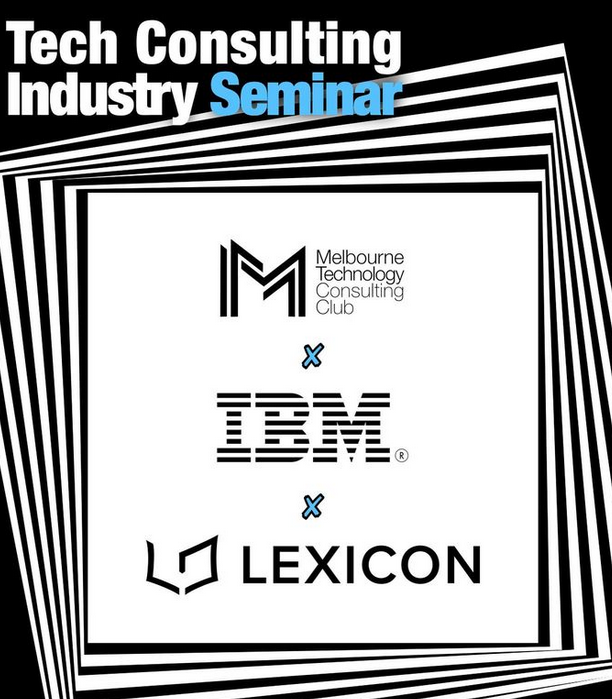 Tech Consulting
Industry Seminar
Melbourne
Technology
Consulting
Club
x
IBM®
x
LEXICON